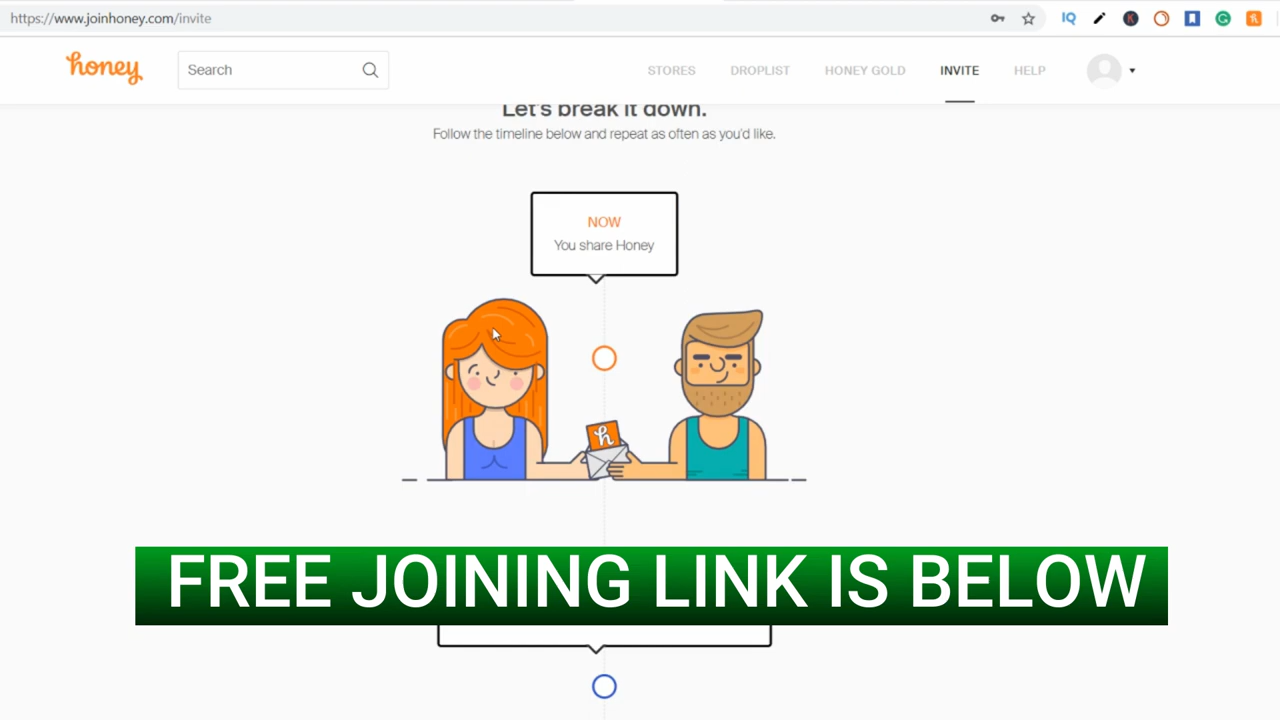 https://www.joinhoney.com/invite
IQ
K
G
h
honey
Search
STORES
DROPLIST
HONEY GOLD
INVITE
HELP
Let's break it down.
Follow the timeline below and repeat as often as you'd like.
NOW
You share Honey
h
FREE JOINING LINK IS BELOW